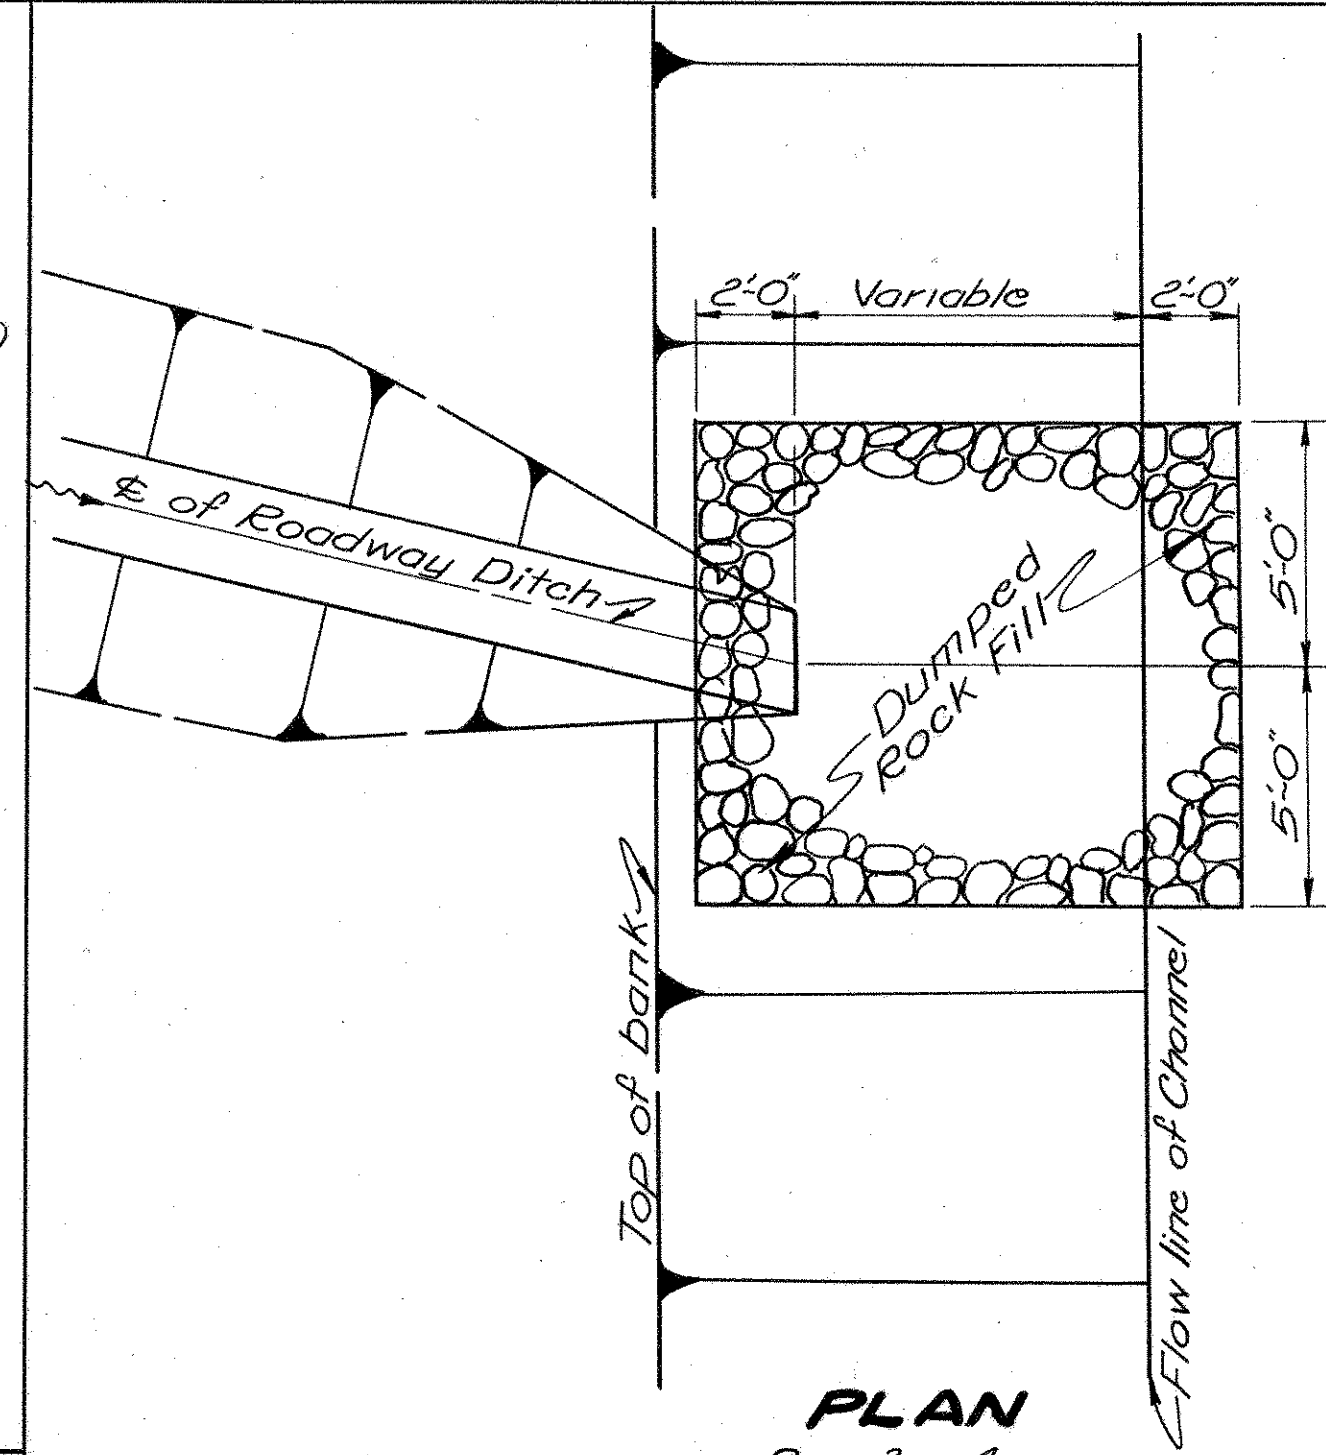 2'-0"
Variable
2'-0"
℄ of Roadway Ditch
Dumped
Rock Fill
5'-0"
5'-0"
Top of bank
Flow line of Channel
PLAN